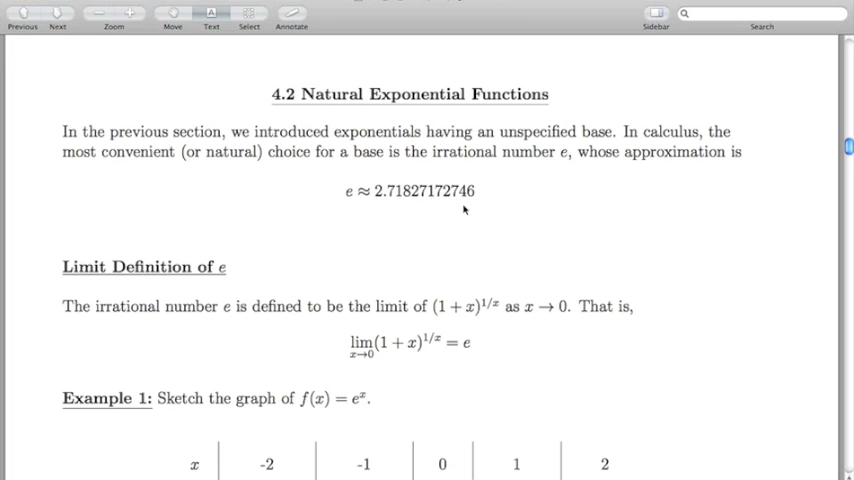 Previous Next Zoom Move Text Select Annotate Sidebar Search
4.2 Natural Exponential Functions
In the previous section, we introduced exponentials having an unspecified base. In calculus, the
most convenient (or natural) choice for a base is the irrational number e, whose approximation is
e ≈ 2.71827172746
Limit Definition of e
The irrational number e is defined to be the limit of (1 + x)^{1/x} as x → 0. That is,
lim_{x→0}(1 + x)^{1/x} = e
Example 1: Sketch the graph of f(x) = e^x.
x -2 -1 0 1 2